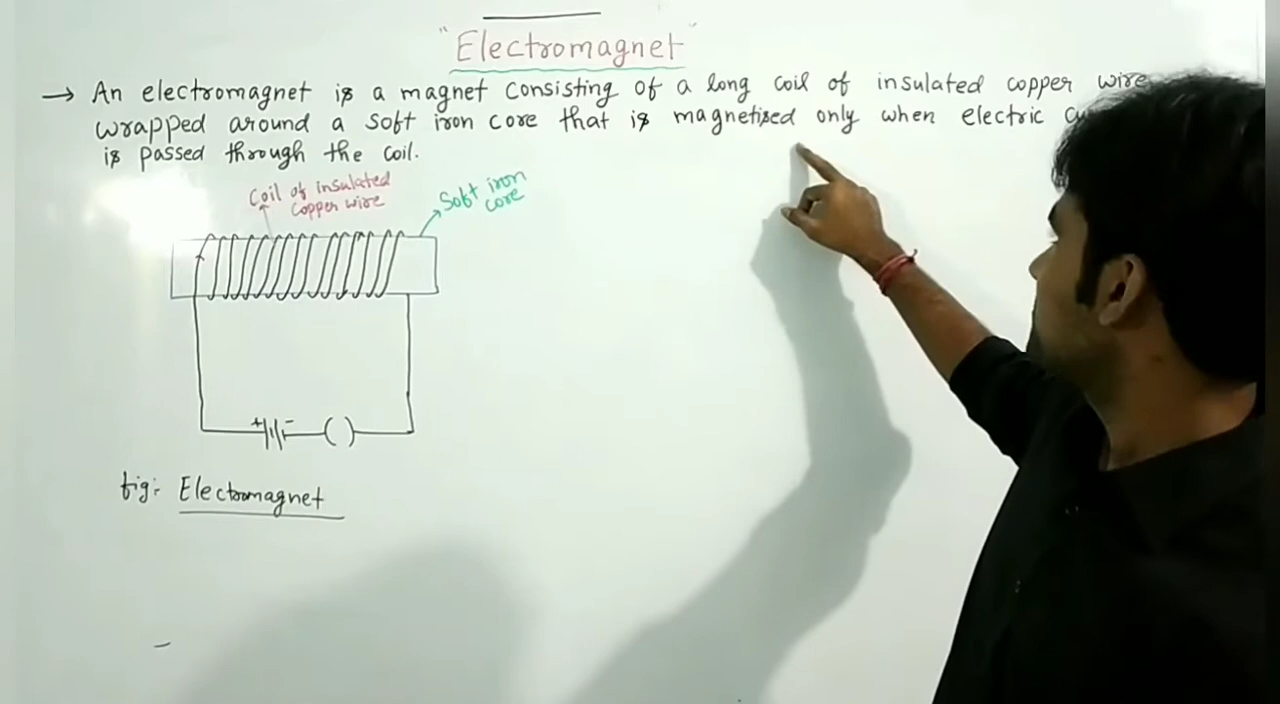 "Electromagnet"
→ An electromagnet is a magnet consisting of a long coil of insulated copper wire
wrapped around a soft iron core that is magnetised only when electric
is passed through the coil.
Coil of insulated
copper wire
Soft iron
core
+ -
( )
fig:- Electromagnet